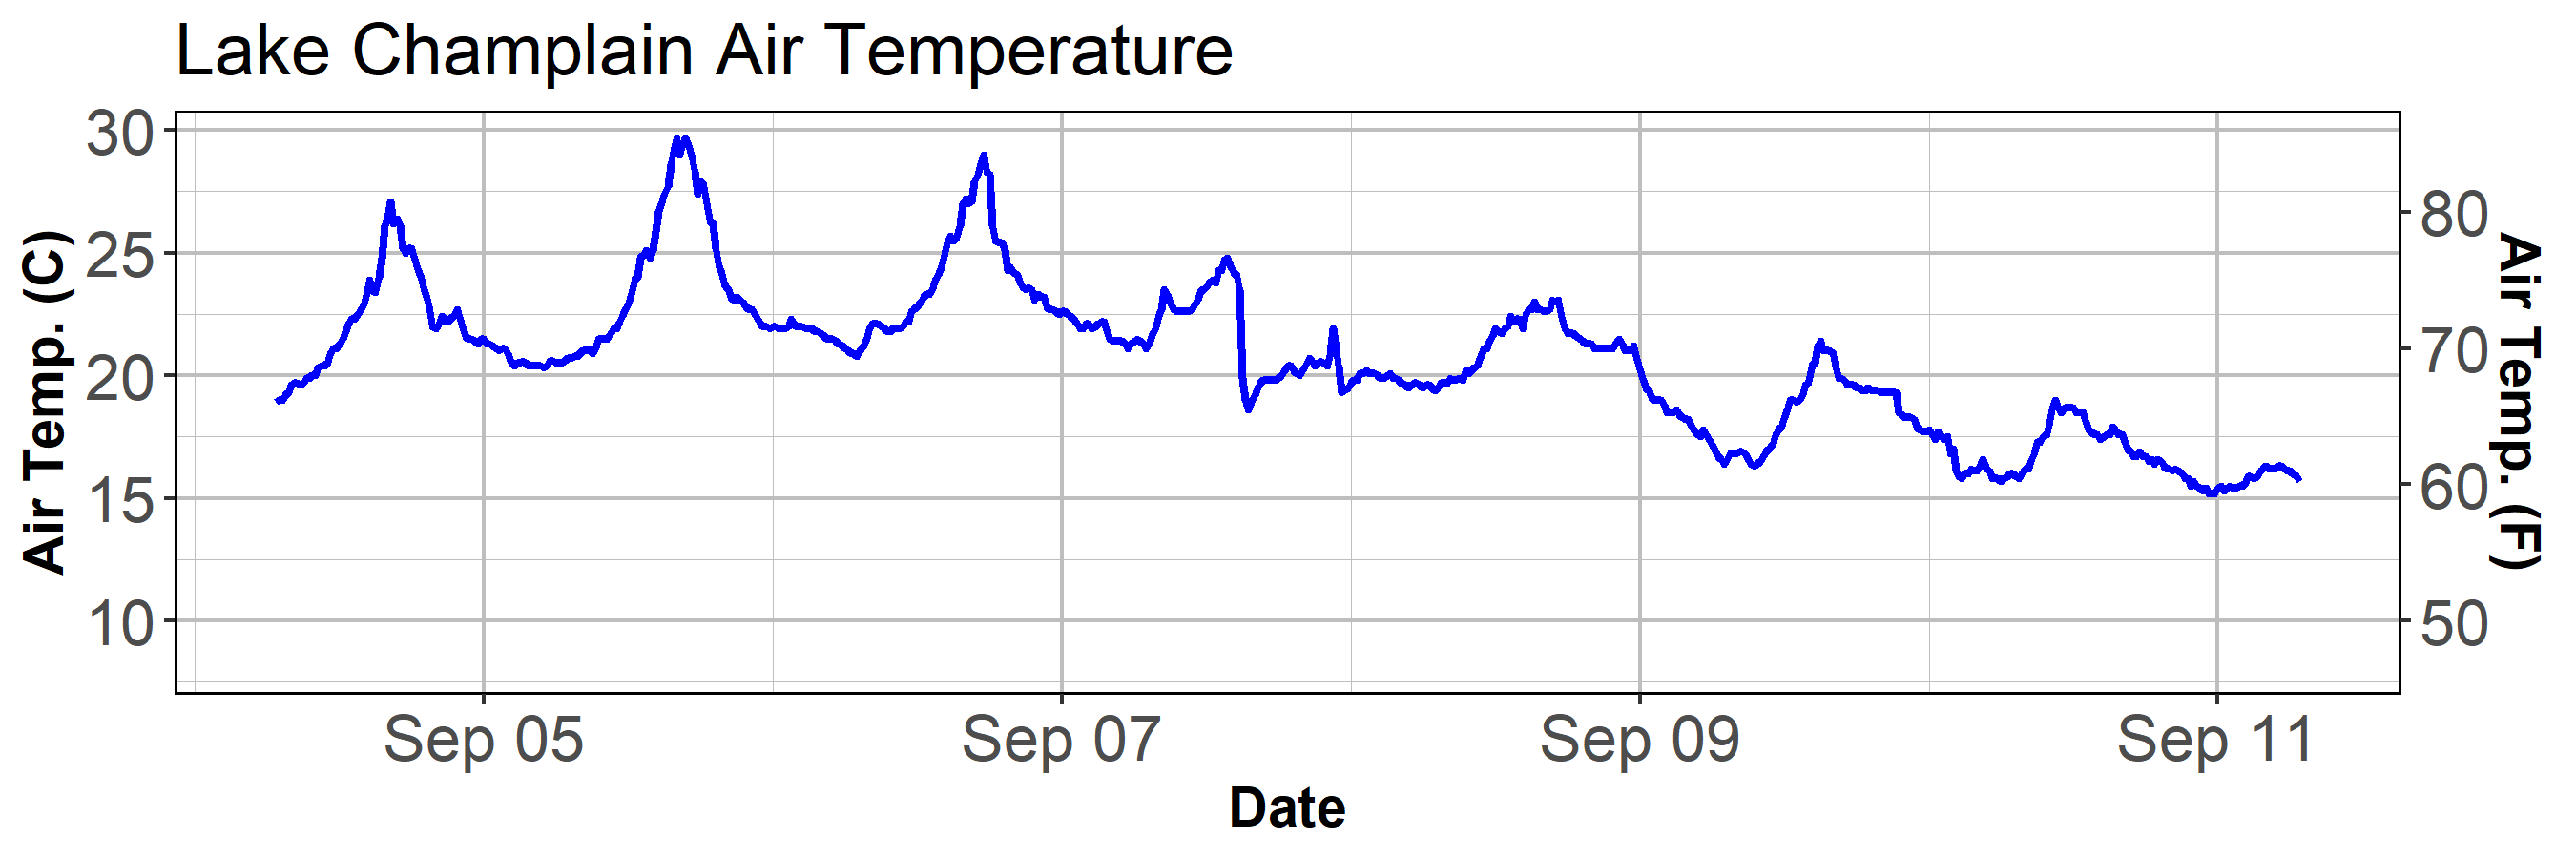 Lake Champlain Air Temperature
30
25
20
15
10
Air Temp. (C)
80
70
60
50
Air Temp. (F)
Sep 05
Sep 07
Sep 09
Sep 11
Date